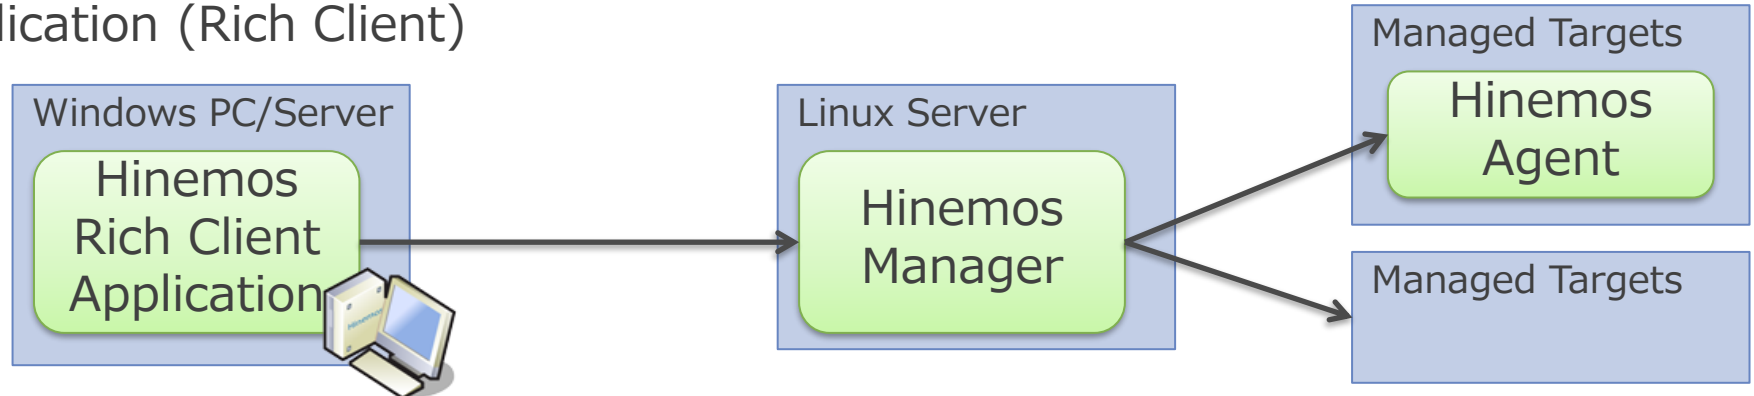 lication (Rich Client)
Windows PC/Server
Hinemos
Rich Client
Application
Linux Server
Hinemos
Manager
Managed Targets
Hinemos
Agent
Managed Targets